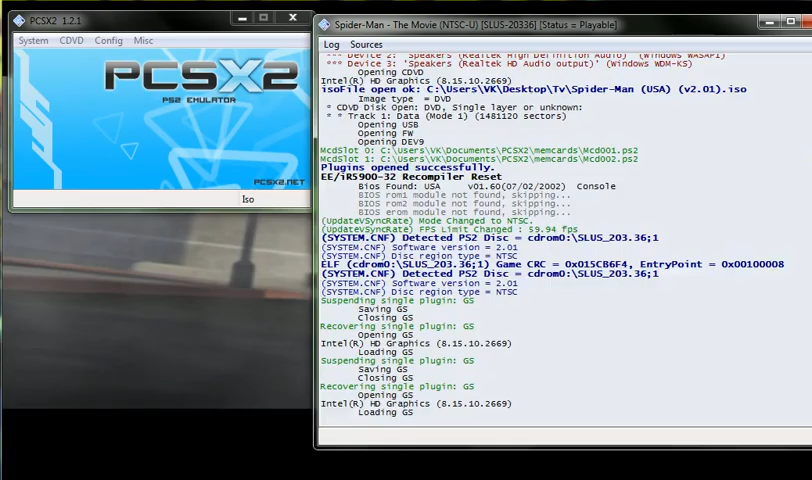 PCSX2 1.2.1
System CDVD Config Misc
PCSX2
PS2 EMULATOR
PCSX2.NET
Iso
Spider-Man - The Movie (NTSC-U) [SLUS-20336] [Status = Playable]
Log Sources
*** Device 2: 'Speakers (Realtek High Definition Audio)' (Windows WASAPI)
*** Device 3: 'Speakers (Realtek HD Audio output)' (Windows WDM-KS)
Opening CDVD
Intel(R) HD Graphics (8.15.10.2669)
isoFile open ok: C:\Users\VK\Desktop\Tv\Spider-Man (USA) (v2.01).iso
Image type = DVD
* CDVD Disk Open: DVD, Single layer or unknown:
* * Track 1: Data (Mode 1) (1481120 sectors)
Opening USB
Opening FW
Opening DEV9
McdSlot 0: C:\Users\VK\Documents\PCSX2\memcards\Mcd001.ps2
McdSlot 1: C:\Users\VK\Documents\PCSX2\memcards\Mcd002.ps2
Plugins opened successfully.
EE/iR5900-32 Recompiler Reset
Bios Found: USA v01.60(07/02/2002) Console
BIOS rom1 module not found, skipping...
BIOS rom2 module not found, skipping...
BIOS erom module not found, skipping...
(UpdateVSyncRate) Mode Changed to NTSC.
(UpdateVSyncRate) FPS Limit Changed : 59.94 fps
(SYSTEM.CNF) Detected PS2 Disc = cdrom0:\SLUS_203.36;1
(SYSTEM.CNF) Software version = 2.01
(SYSTEM.CNF) Disc region type = NTSC
ELF (cdrom0:\SLUS_203.36;1) Game CRC = 0x015CB6F4, EntryPoint = 0x00100008
(SYSTEM.CNF) Detected PS2 Disc = cdrom0:\SLUS_203.36;1
(SYSTEM.CNF) Software version = 2.01
(SYSTEM.CNF) Disc region type = NTSC
Suspending single plugin: GS
Saving GS
Closing GS
Recovering single plugin: GS
Opening GS
Intel(R) HD Graphics (8.15.10.2669)
Loading GS
Suspending single plugin: GS
Saving GS
Closing GS
Recovering single plugin: GS
Opening GS
Intel(R) HD Graphics (8.15.10.2669)
Loading GS